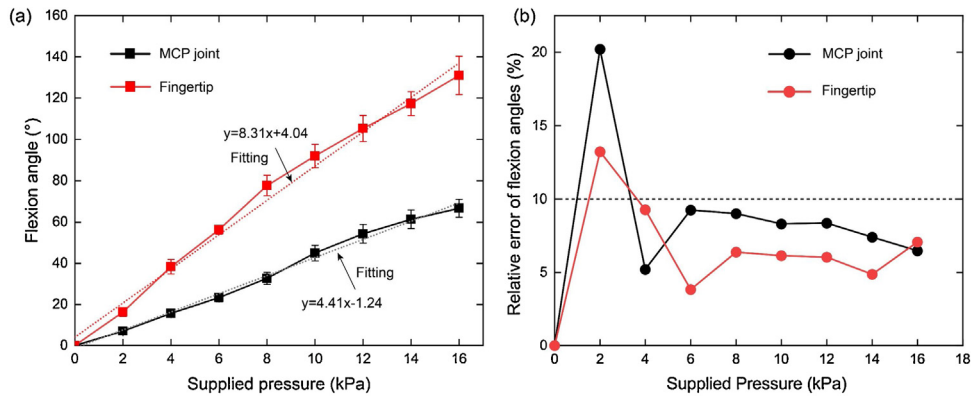 (a)
160
140
120
100
80
60
40
20
0
Flexion angle (°)
MCP joint
Fingertip
y=8.31x+4.04
Fitting
Fitting
y=4.41x-1.24
0 2 4 6 8 10 12 14 16
Supplied pressure (kPa)
(b)
20
15
10
5
0
Relative error of flexion angles (%)
MCP joint
Fingertip
0 2 4 6 8 10 12 14 16 18
Supplied Pressure (kPa)